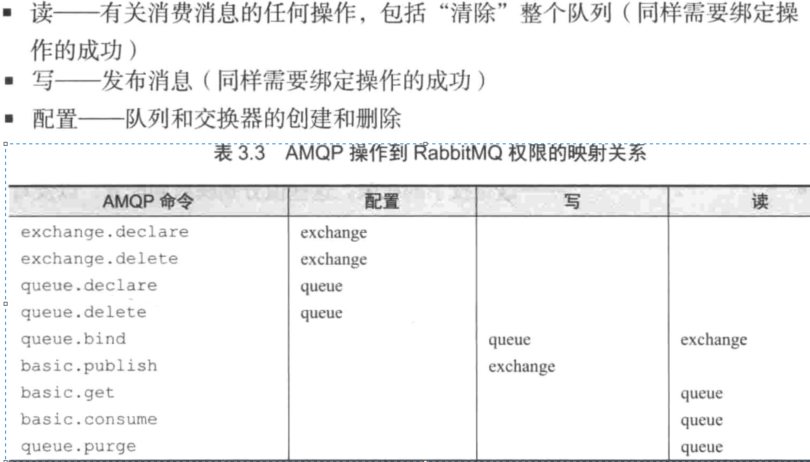 ▪ 读——有关消费消息的任何操作，包括“清除”整个队列（同样需要绑定操
作的成功）
▪ 写——发布消息（同样需要绑定操作的成功）
▪ 配置——队列和交换器的创建和删除
表 3.3 AMQP 操作到 RabbitMQ 权限的映射关系
AMQP 命令 配置 写 读
exchange.declare exchange
exchange.delete exchange
queue.declare queue
queue.delete queue
queue.bind queue exchange
basic.publish exchange
basic.get queue
basic.consume queue
queue.purge queue